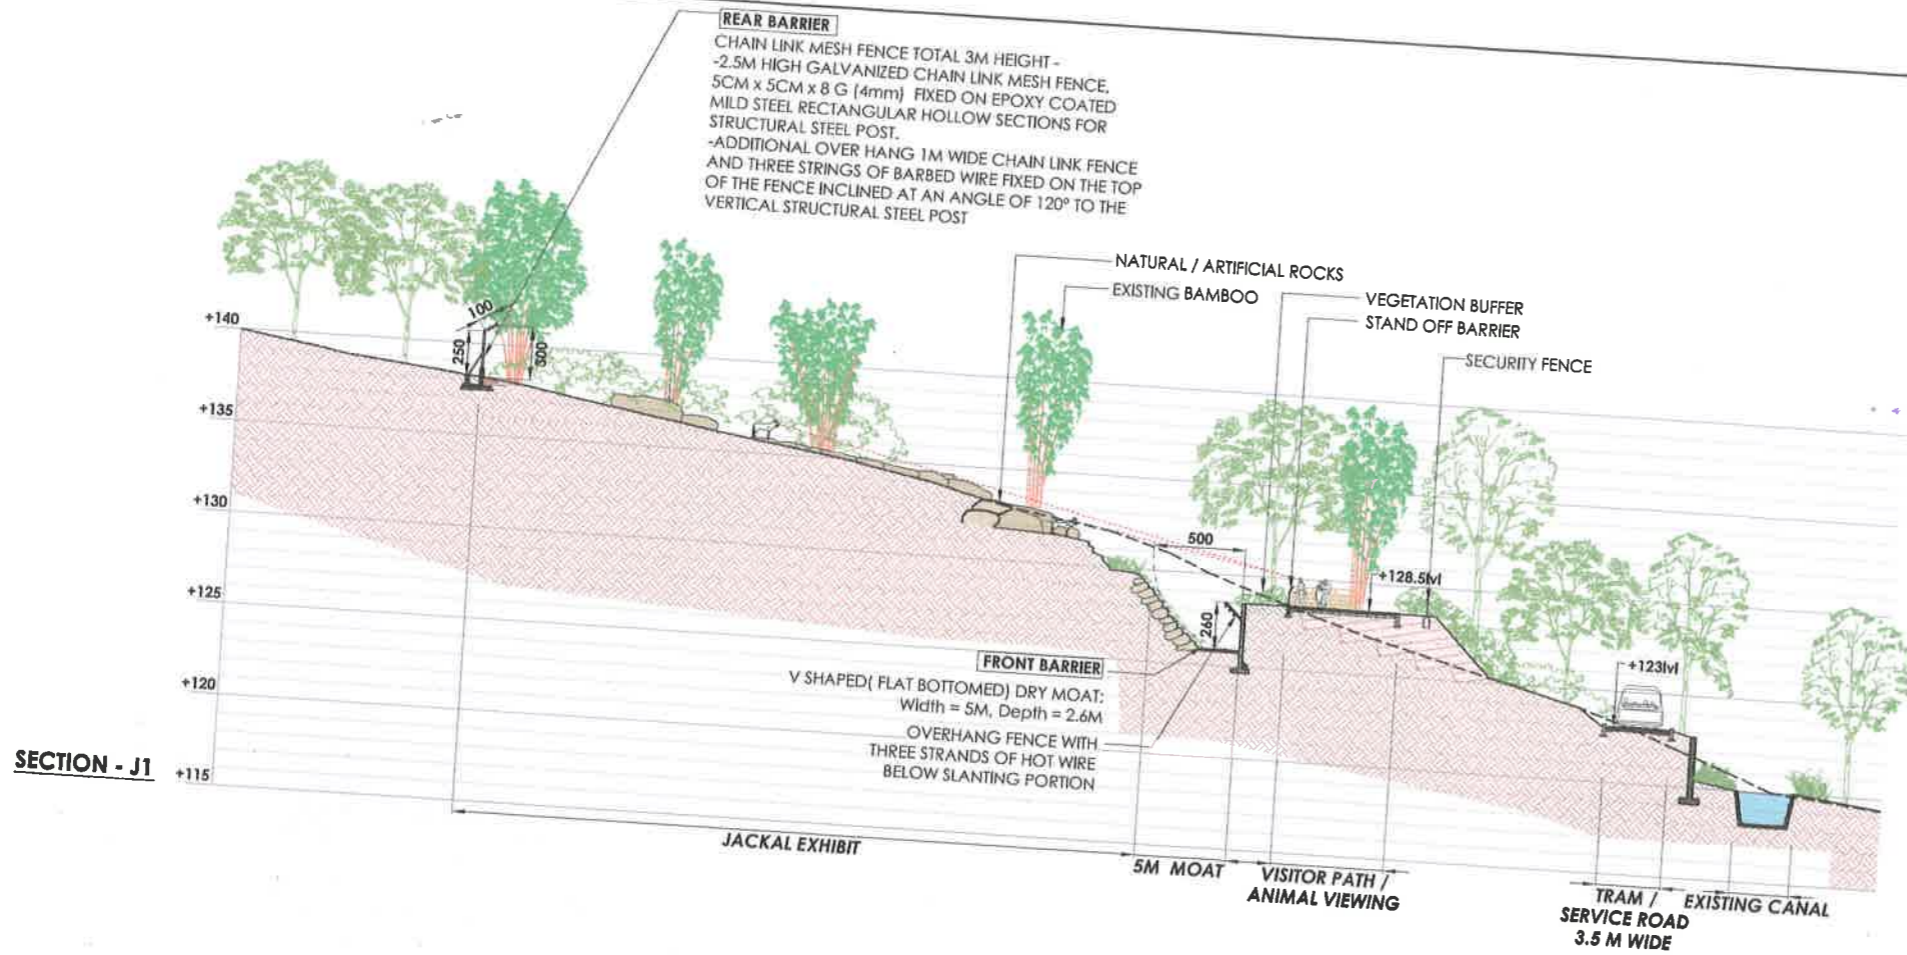 REAR BARRIER
CHAIN LINK MESH FENCE TOTAL 3M HEIGHT -
-2.5M HIGH GALVANIZED CHAIN LINK MESH FENCE,
5CM x 5CM x 8 G (4mm) FIXED ON EPOXY COATED
MILD STEEL RECTANGULAR HOLLOW SECTIONS FOR
STRUCTURAL STEEL POST.
-ADDITIONAL OVER HANG 1M WIDE CHAIN LINK FENCE
AND THREE STRINGS OF BARBED WIRE FIXED ON THE TOP
OF THE FENCE INCLINED AT AN ANGLE OF 120° TO THE
VERTICAL STRUCTURAL STEEL POST
NATURAL / ARTIFICIAL ROCKS
EXISTING BAMBOO
VEGETATION BUFFER
STAND OFF BARRIER
SECURITY FENCE
+140
100
250
300
+135
+130
500
+128.5lvl
+125
260
FRONT BARRIER
V SHAPED( FLAT BOTTOMED) DRY MOAT:
Width = 5M, Depth = 2.6M
OVERHANG FENCE WITH
THREE STRANDS OF HOT WIRE
BELOW SLANTING PORTION
+123lvl
+120
SECTION - J1
+115
JACKAL EXHIBIT
5M MOAT
VISITOR PATH /
ANIMAL VIEWING
TRAM /
SERVICE ROAD
3.5 M WIDE
EXISTING CANAL